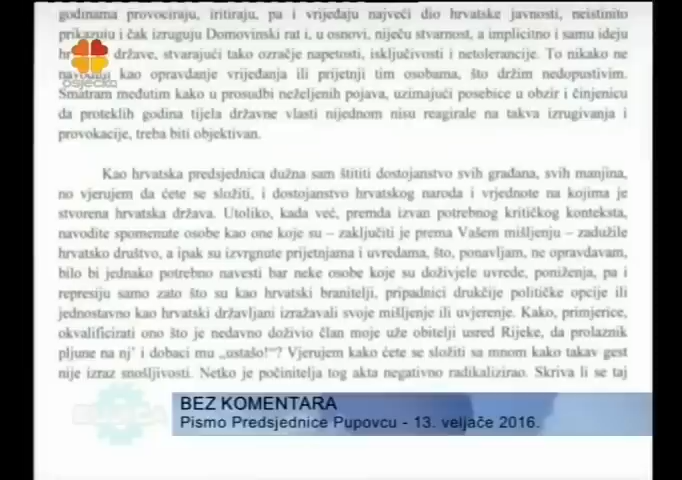 godinama provociraju, iritiraju, pa i vrijeđaju najveći dio hrvatske javnosti, neistinito
prikazuju i čak izruguju Domovinski rat i, u osnovi, niječu stvarnost, a implicitno i samu ideju
države, stvarajući tako ozračje napetosti, isključivosti i netolerancije. To nikako ne
navodim kao opravdanje vrijeđanja ili prijetnji tim osobama, što držim nedopustivim.
osječka
Smatram međutim kako u prosudbi neželjenih pojava, uzimajući posebice u obzir i činjenicu
da proteklih godina tijela državne vlasti nijednom nisu reagirale na takva izrugivanja i
provokacije, treba biti objektivan.
Kao hrvatska predsjednica dužna sam štititi dostojanstvo svih građana, svih manjina,
no vjerujem da ćete se složiti, i dostojanstvo hrvatskog naroda i vrijednote na kojima je
stvorena hrvatska država. Utoliko, kada već, premda izvan potrebnog kritičkog konteksta,
navodite spomenute osobe kao one koje su – zaključiti je prema Vašem mišljenju – zadužile
hrvatsko društvo, a ipak su izvrgnute prijetnjama i uvredama, što, ponavljam, ne opravdavam,
bilo bi jednako potrebno navesti bar neke osobe koje su doživjele uvrede, poniženja, pa i
represiju samo zato što su kao hrvatski branitelji, pripadnici drukčije političke opcije ili
jednostavno kao hrvatski državljani izražavali svoje mišljenje ili uvjerenje. Kako, primjerice,
okvalificirati ono što je nedavno doživio član moje uže obitelji usred Rijeke, da prolaznik
pljune na nj' i dobaci mu „ustašo!“? Vjerujem kako ćete se složiti sa mnom kako takav gest
nije izraz snošljivosti. Netko je počinitelja tog akta negativno radikalizirao. Skriva li se taj
BEZ KOMENTARA
Pismo Predsjednice Pupovcu - 13. veljače 2016.